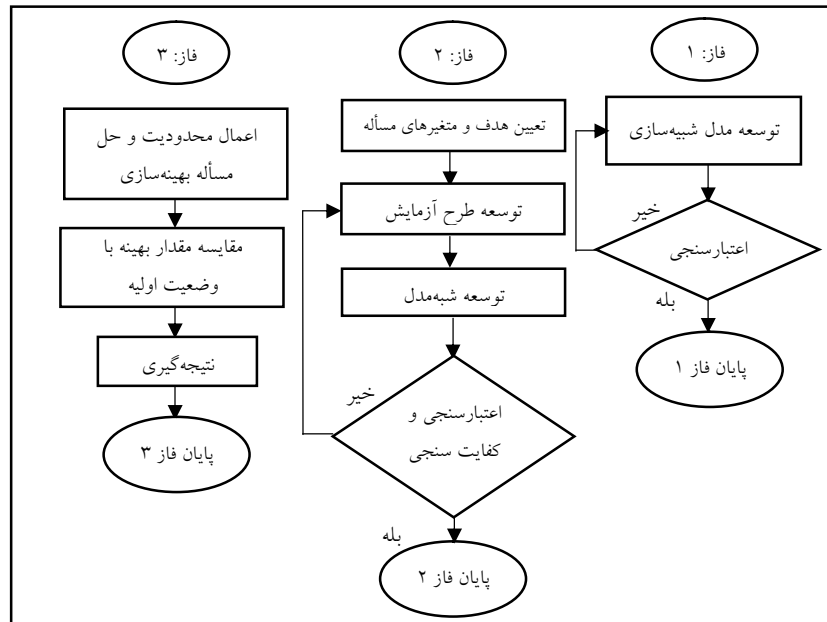 فاز: ۱
توسعه مدل شبیه‌سازی
خیر
اعتبارسنجی
بله
پایان فاز ۱
فاز: ۲
تعیین هدف و متغیرهای مسأله
توسعه طرح آزمایش
توسعه شبه‌مدل
خیر
اعتبارسنجی و
کفایت سنجی
بله
پایان فاز ۲
فاز: ۳
اعمال محدودیت و حل
مسأله بهینه‌سازی
مقایسه مقدار بهینه با
وضعیت اولیه
نتیجه‌گیری
پایان فاز ۳